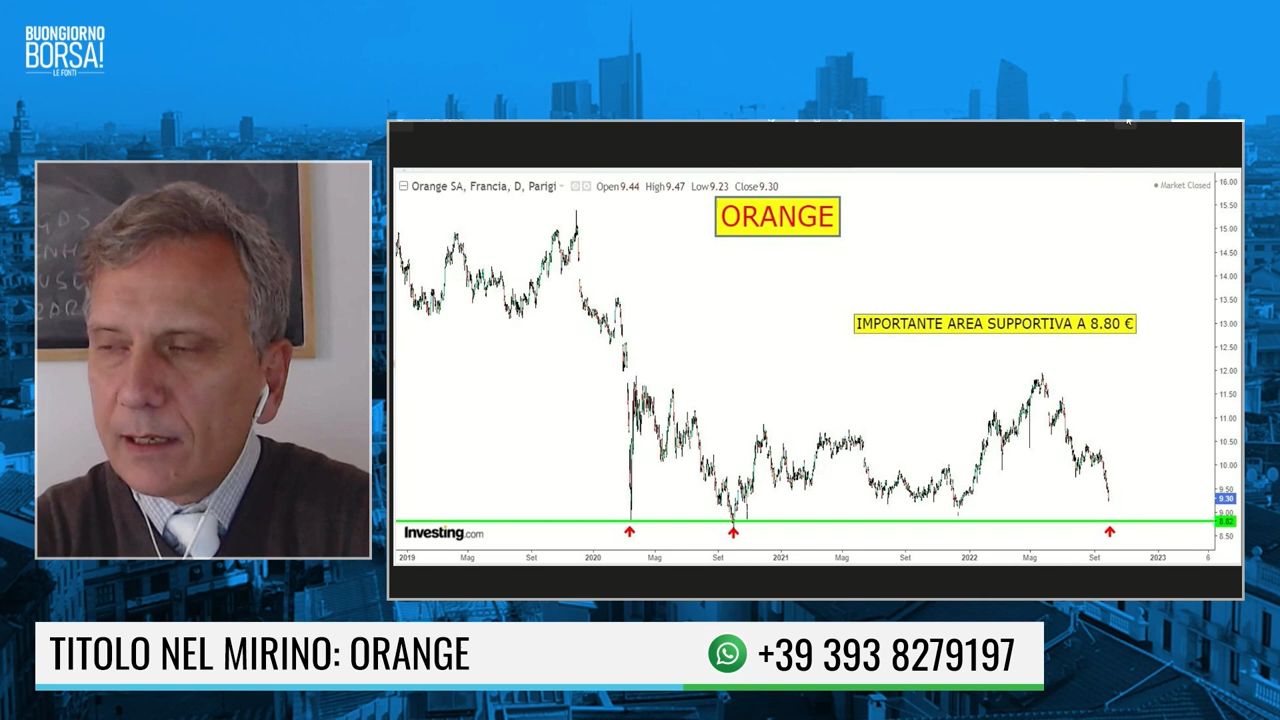 BUONGIORNO
BORSA!
LE FONTI
Orange SA, Francia, D, Parigi Open 9.44 High 9.47 Low 9.23 Close 9.30
Market Closed
ORANGE
IMPORTANTE AREA SUPPORTIVA A 8.80 €
16.00
15.50
15.00
14.50
14.00
13.50
13.00
12.50
12.00
11.50
11.00
10.50
10.00
9.50
9.30
9.00
8.82
8.50
Investing.com
2019 Mag Set 2020 Mag Set 2021 Mag Set 2022 Mag Set 2023 6
TITOLO NEL MIRINO: ORANGE
+39 393 8279197